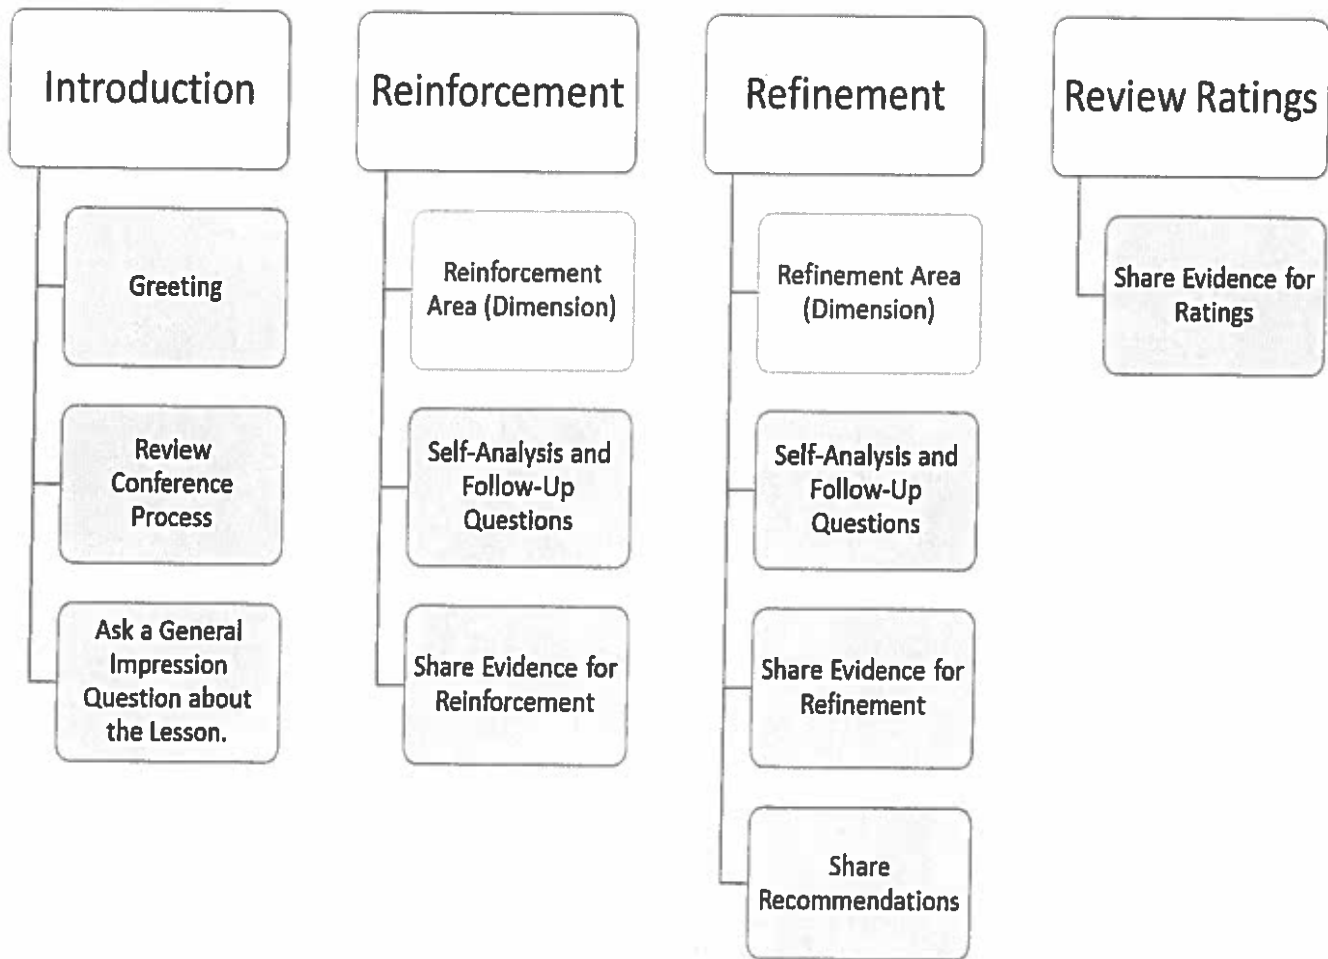 Introduction
Greeting
Review
Conference
Process
Ask a General
Impression
Question about
the Lesson.
Reinforcement
Reinforcement
Area (Dimension)
Self-Analysis and
Follow-Up
Questions
Share Evidence for
Reinforcement
Refinement
Refinement Area
(Dimension)
Self-Analysis and
Follow-Up
Questions
Share Evidence for
Refinement
Share
Recommendations
Review Ratings
Share Evidence for
Ratings